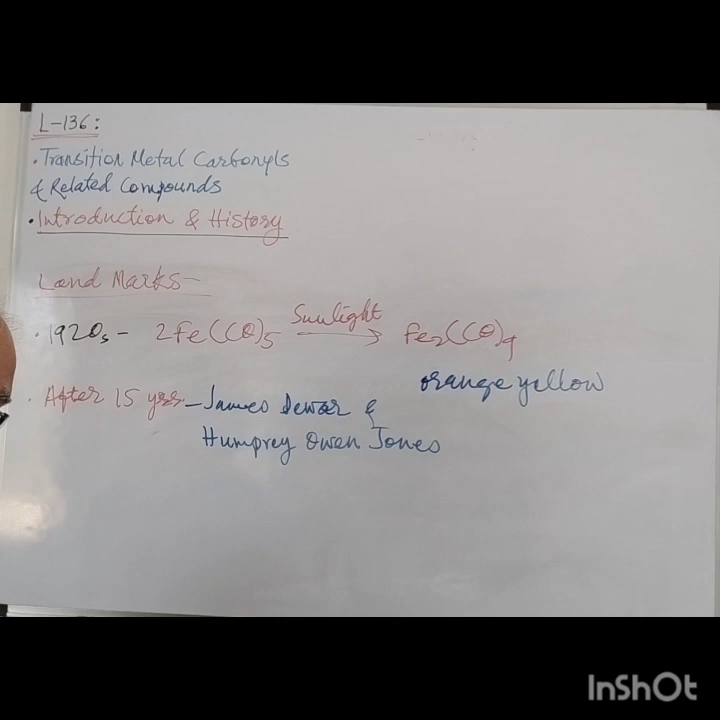 L-136:
• Transition Metal Carbonyls
& Related Compounds
• Introduction & History
Land Marks-
• 1920s - 2Fe(CO)5 Sunlight → Fe2(CO)9
orange yellow
• After 15 yrs - James Dewar &
Humprey Owen Jones
InShOt